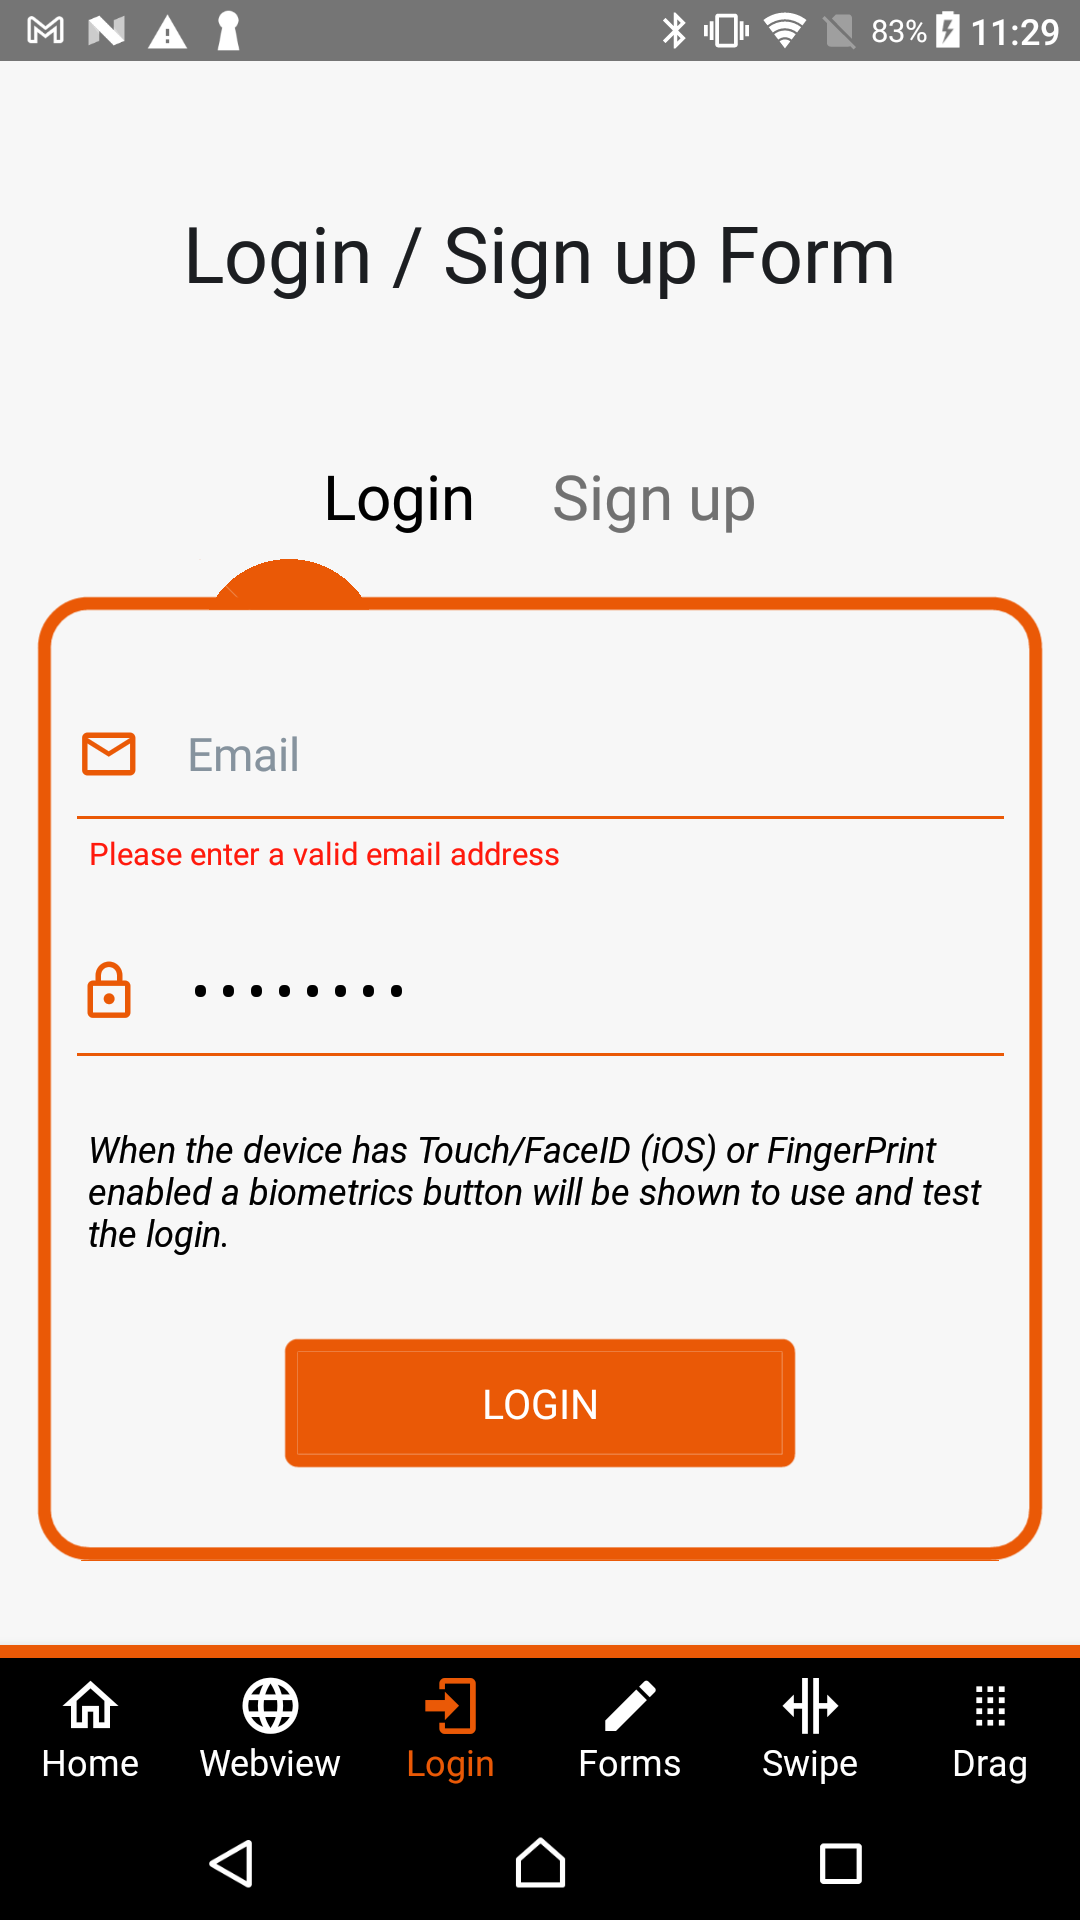 83% 11:29
Login / Sign up Form
Login Sign up
Email
Please enter a valid email address
••••••••
When the device has Touch/FaceID (iOS) or FingerPrint
enabled a biometrics button will be shown to use and test
the login.
LOGIN
Home Webview Login Forms Swipe Drag